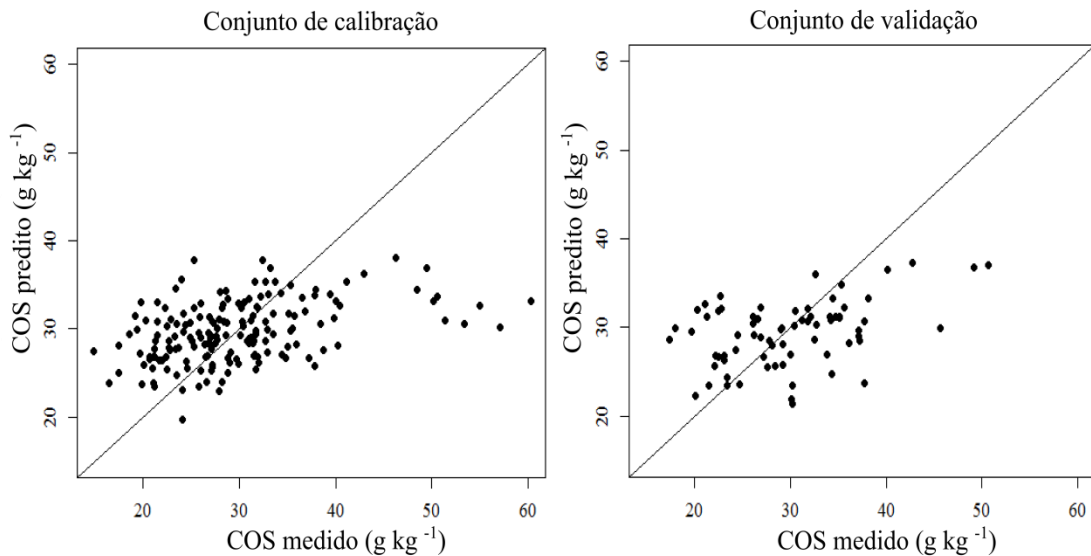 Conjunto de calibração
60
50
40
30
20
COS predito (g kg ⁻¹)
20 30 40 50 60
COS medido (g kg ⁻¹)
Conjunto de validação
60
50
40
30
20
COS predito (g kg ⁻¹)
20 30 40 50 60
COS medido (g kg ⁻¹)